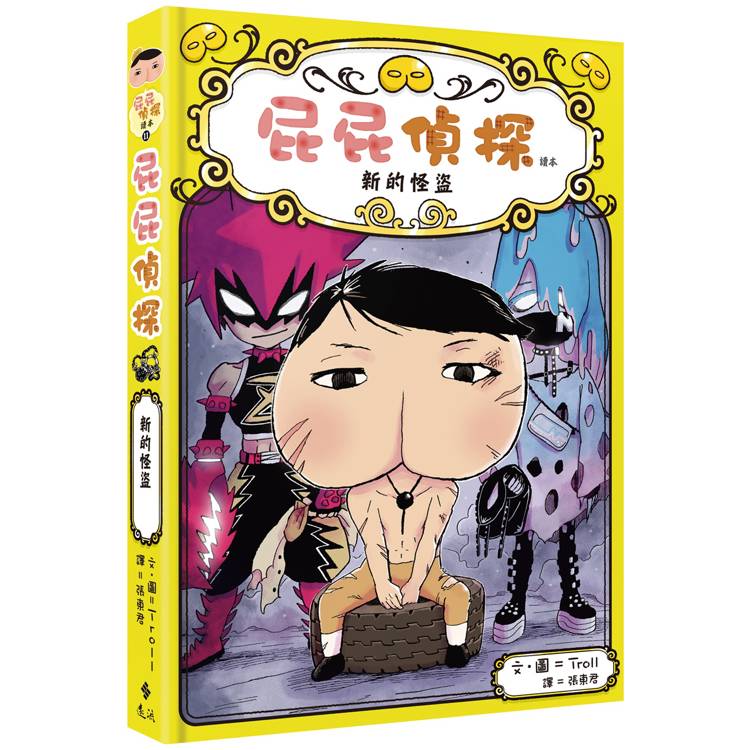 屁屁偵探
讀本
新的怪盜
文・圖 = Troll
譯 = 張東君
屁屁
偵探
讀本
11
屁屁偵探
新的怪盜
文・圖=Troll
譯=張東君
遠流